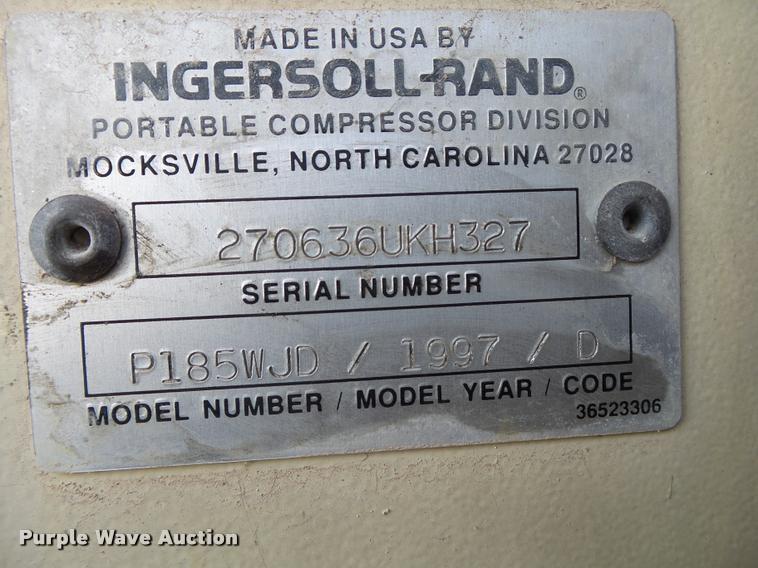 MADE IN USA BY
INGERSOLL-RAND®
PORTABLE COMPRESSOR DIVISION
MOCKSVILLE, NORTH CAROLINA 27028
270636UKH327
SERIAL NUMBER
P185WJD / 1997 / D
MODEL NUMBER / MODEL YEAR / CODE
36523306
Purple Wave Auction